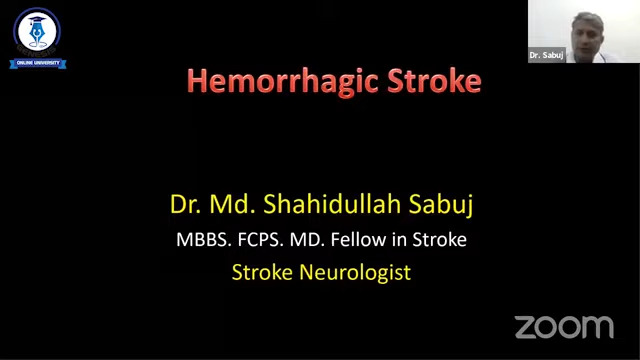 ONLINE UNIVERSITY
Dr. Sabuj
Hemorrhagic Stroke
Dr. Md. Shahidullah Sabuj
MBBS. FCPS. MD. Fellow in Stroke
Stroke Neurologist
zoom